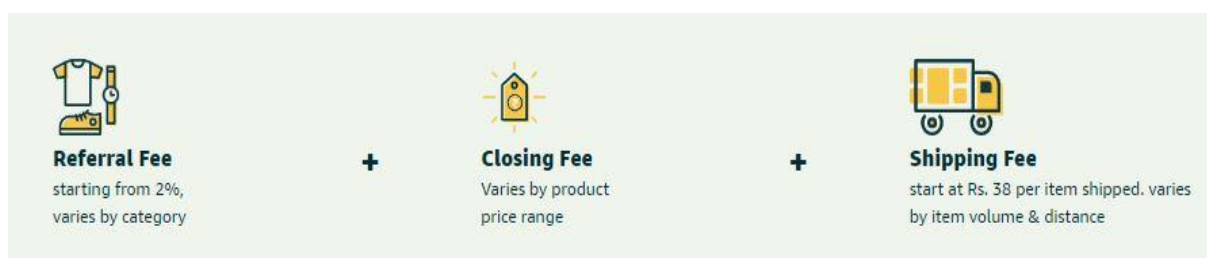 Referral Fee
starting from 2%,
varies by category
+
Closing Fee
Varies by product
price range
+
Shipping Fee
start at Rs. 38 per item shipped. varies
by item volume & distance